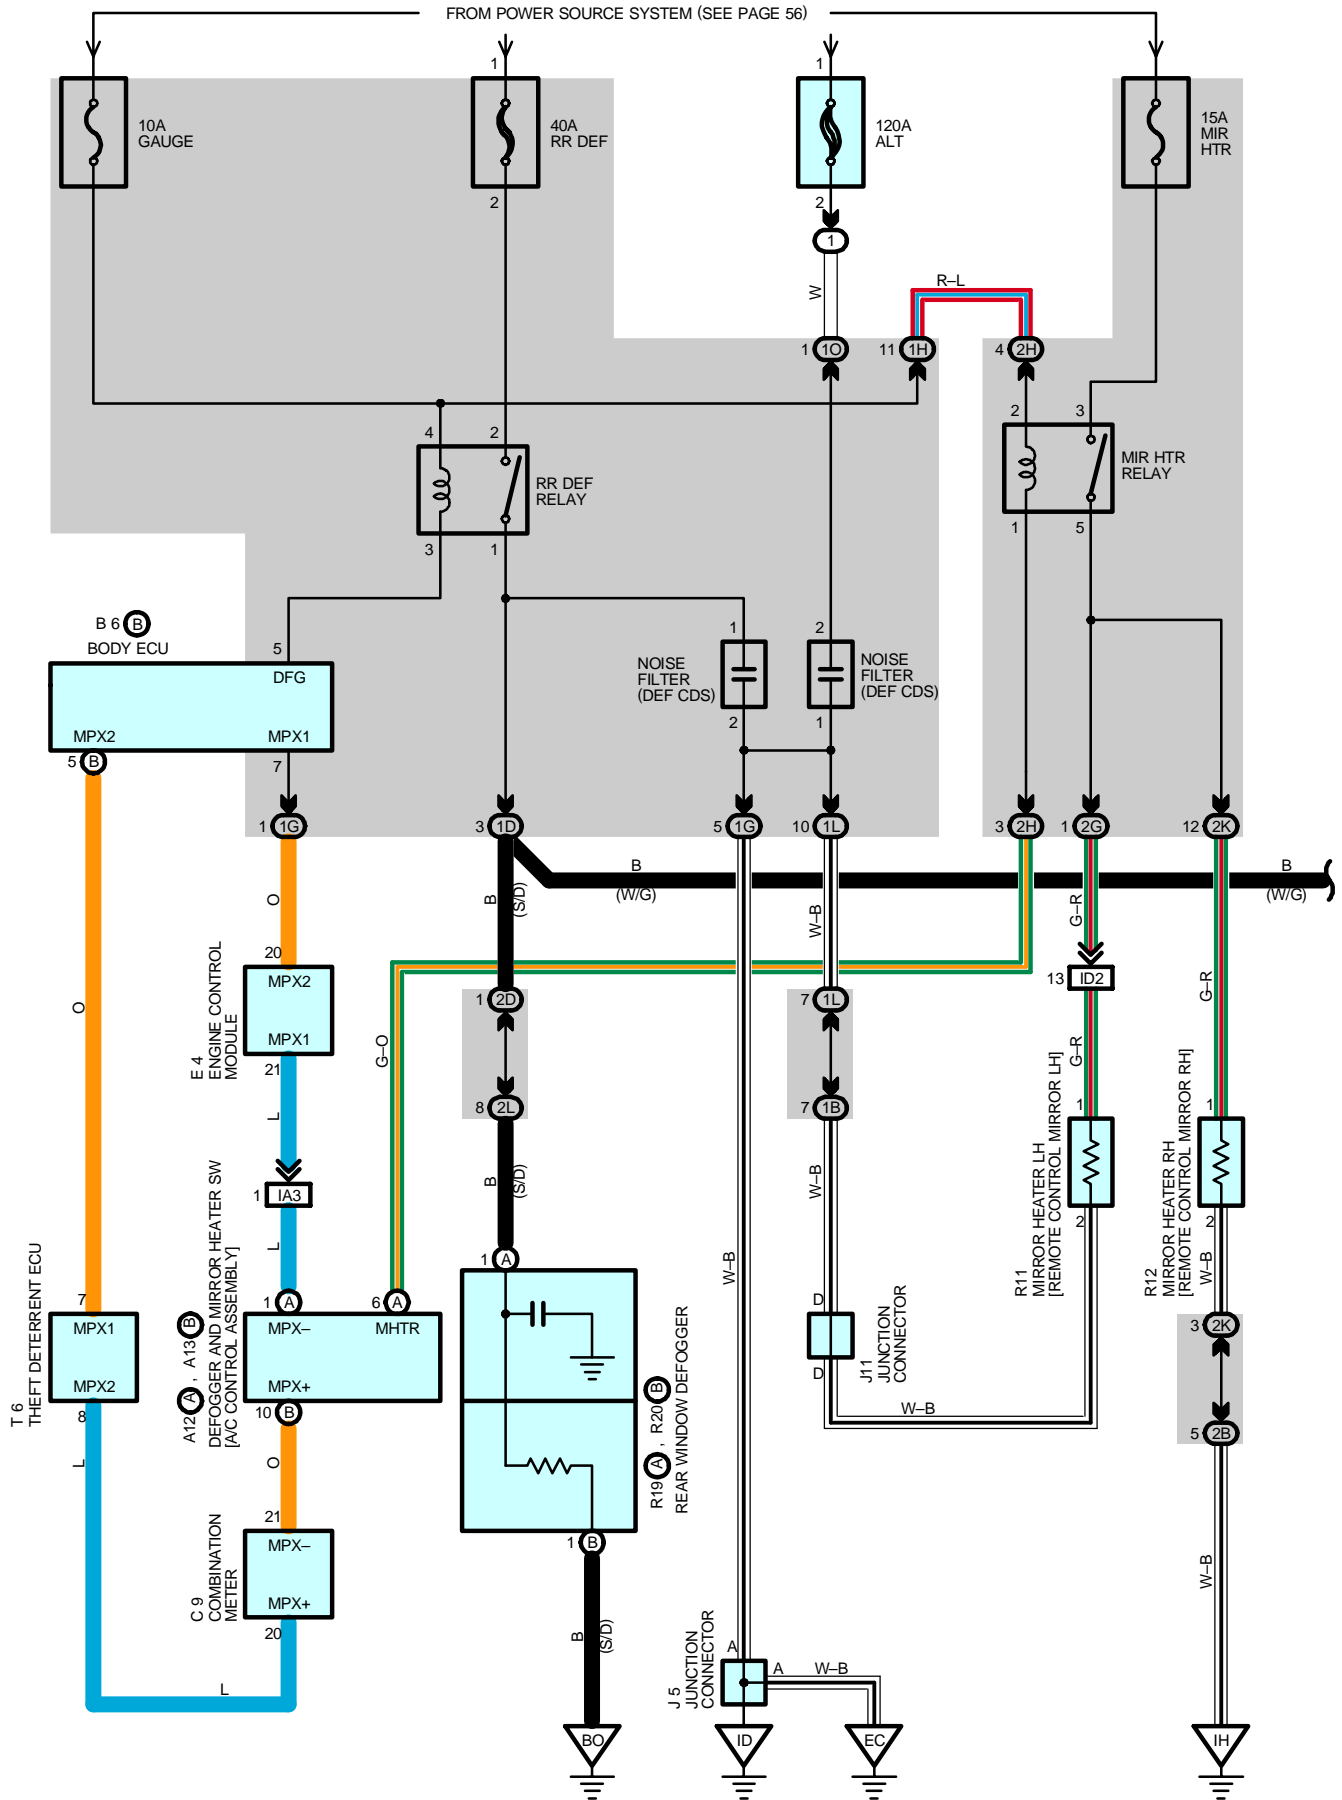 FROM POWER SOURCE SYSTEM (SEE PAGE 56)
1
1
10A
GAUGE
40A
RR DEF
120A
ALT
15A
MIR
HTR
2
2
1
W
R–L
1
1O
11
1H
4
2H
4
2
2
3
RR DEF
RELAY
MIR HTR
RELAY
3
1
1
5
B 6
B
BODY ECU
5
DFG
MPX2
MPX1
1
2
NOISE
FILTER
(DEF CDS)
NOISE
FILTER
(DEF CDS)
2
1
5
B
7
1
1G
3
1D
5
1G
10
1L
3
2H
1
2G
12
2K
B
(W/G)
B
(W/G)
O
B
(S/D)
W–B
G–R
20
MPX2
MPX1
21
E 4
ENGINE CONTROL
MODULE
O
G–O
1
2D
7
1L
13
ID2
G–R
G–R
L
8
2L
7
1B
1
1
1
IA3
B
(S/D)
W–B
2
2
R11
MIRROR HEATER LH
[REMOTE CONTROL MIRROR LH]
R12
MIRROR HEATER RH
[REMOTE CONTROL MIRROR RH]
L
1
A
W–B
W–B
7
MPX1
MPX2
8
T 6
THEFT DETERRENT ECU
1
A
6
A
MPX–
MHTR
MPX+
10
B
A12
A
, A13
B
DEFOGGER AND MIRROR HEATER SW
[A/C CONTROL ASSEMBLY]
R19
A
, R20
B
REAR WINDOW DEFOGGER
D
D
J11
JUNCTION
CONNECTOR
W–B
3
2K
5
2B
L
O
21
MPX–
MPX+
20
C 9
COMBINATION
METER
1
B
B
(S/D)
W–B
L
J 5
JUNCTION
CONNECTOR
A
A
W–B
BO
ID
EC
IH